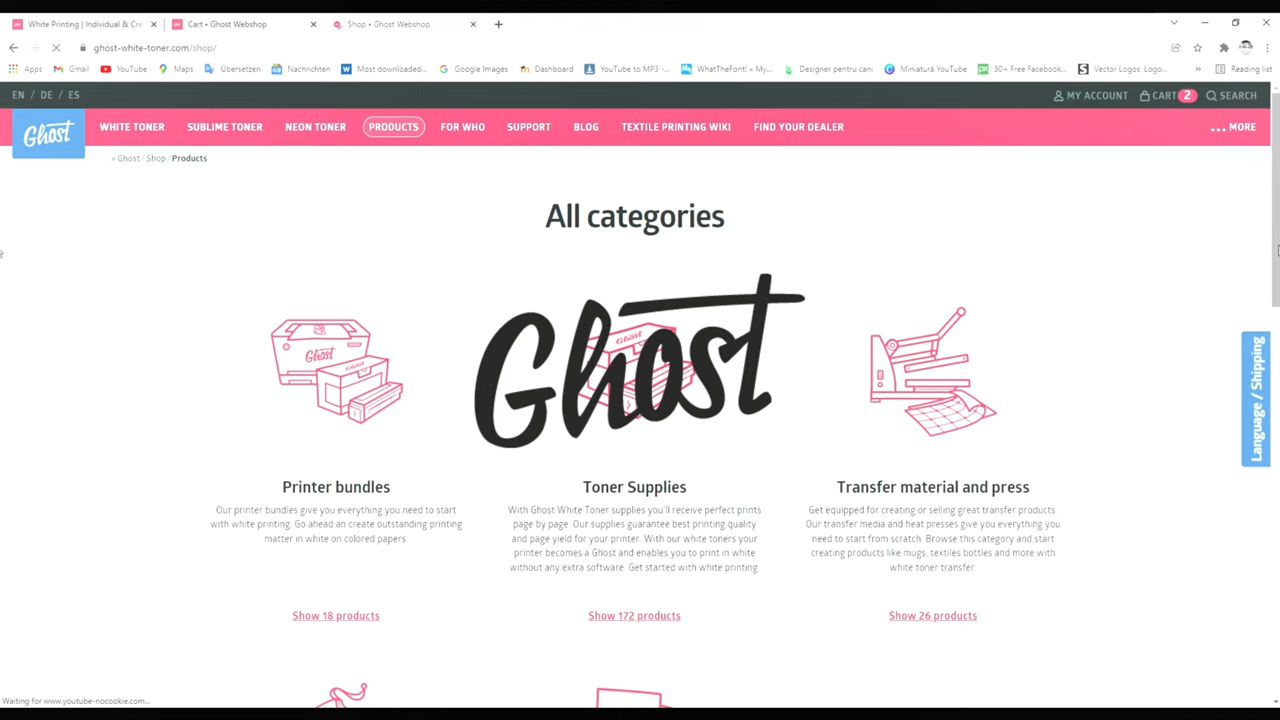 White Printing | Individual & Cre
Cart • Ghost Webshop
Shop • Ghost Webshop
ghost-white-toner.com/shop/
Apps
Gmail
YouTube
Maps
Übersetzen
Nachrichten
Most downloaded...
Google Images
Dashboard
YouTube to MP3 -...
WhatTheFont! « My...
Designer pentru cani
Miniatură YouTube
30+ Free Facebook...
Vector Logos, Logo...
»
Reading list
EN / DE / ES
MY ACCOUNT
CART 2
SEARCH
Ghost
WHITE TONER
SUBLIME TONER
NEON TONER
PRODUCTS
FOR WHO
SUPPORT
BLOG
TEXTILE PRINTING WIKI
FIND YOUR DEALER
... MORE
› Ghost / Shop / Products
All categories
Ghost
Ghost
Ghost
Ghost
Language / Shipping
Printer bundles
Our printer bundles give you everything you need to start
with white printing. Go ahead an create outstanding printing
matter in white on colored papers.
Show 18 products
Toner Supplies
With Ghost White Toner supplies you'll receive perfect prints
page by page. Our supplies guarantee best printing quality
and page yield for your printer. With our white toners your
printer becomes a Ghost and enables you to print in white
without any extra software. Get started with white printing.
Show 172 products
Transfer material and press
Get equipped for creating or selling great transfer products.
Our transfer media and heat presses give you everything you
need to start from scratch. Browse this category and start
creating products like mugs, textiles bottles and more with
white toner transfer.
Show 26 products
Waiting for www.youtube-nocookie.com...